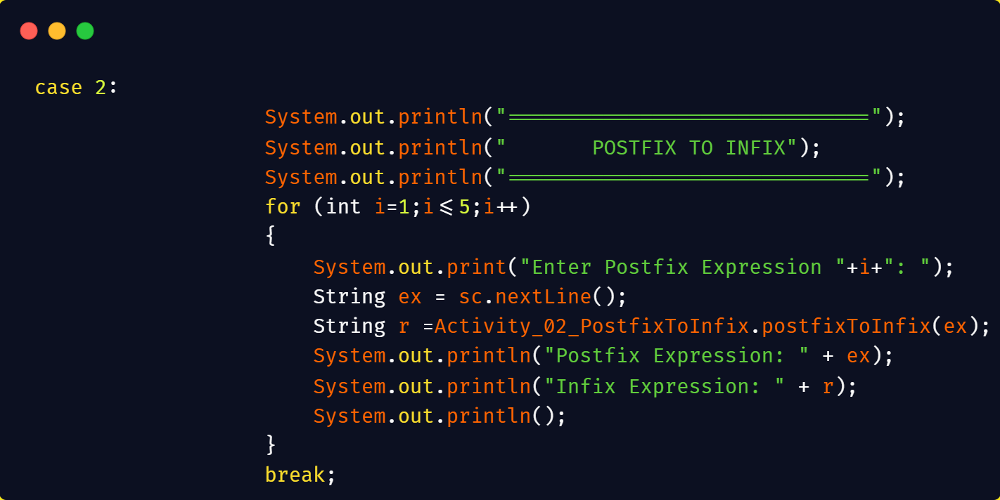 case 2:
System.out.println("==============================");
System.out.println("       POSTFIX TO INFIX");
System.out.println("==============================");
for (int i=1;i<=5;i++)
{
    System.out.print("Enter Postfix Expression "+i+": ");
    String ex = sc.nextLine();
    String r =Activity_02_PostfixToInfix.postfixToInfix(ex);
    System.out.println("Postfix Expression: " + ex);
    System.out.println("Infix Expression: " + r);
    System.out.println();
}
break;